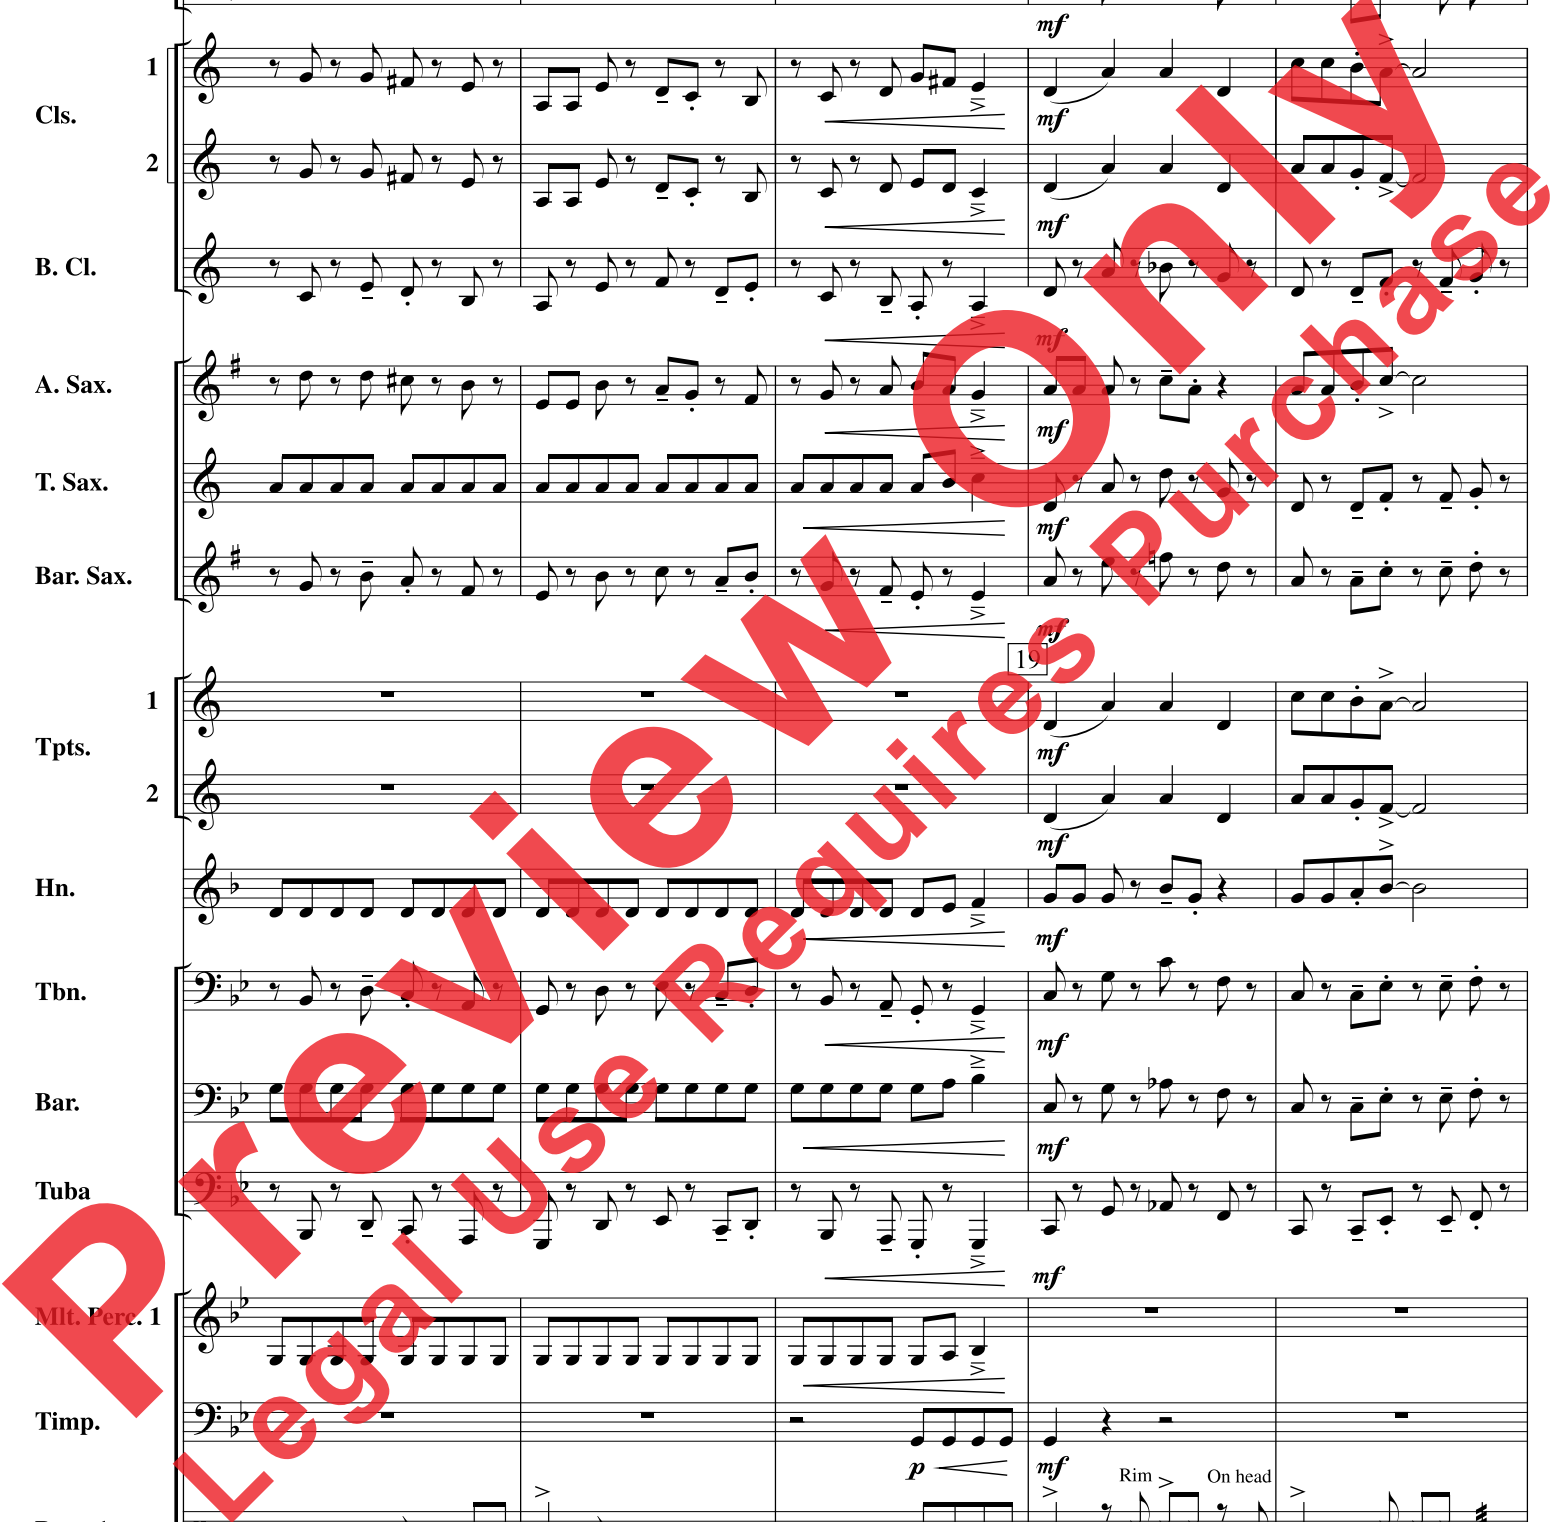 mf
1
Cls.
mf
2
mf
B. Cl.
mf
A. Sax.
mf
T. Sax.
mf
Bar. Sax.
mf
19
1
Tpts.
mf
2
mf
Hn.
mf
Tbn.
mf
Bar.
mf
Tuba
mf
Mlt. Perc. 1
Timp.
p
mf
Rim
On head
Preview Only
Legal Use Requires Purchase